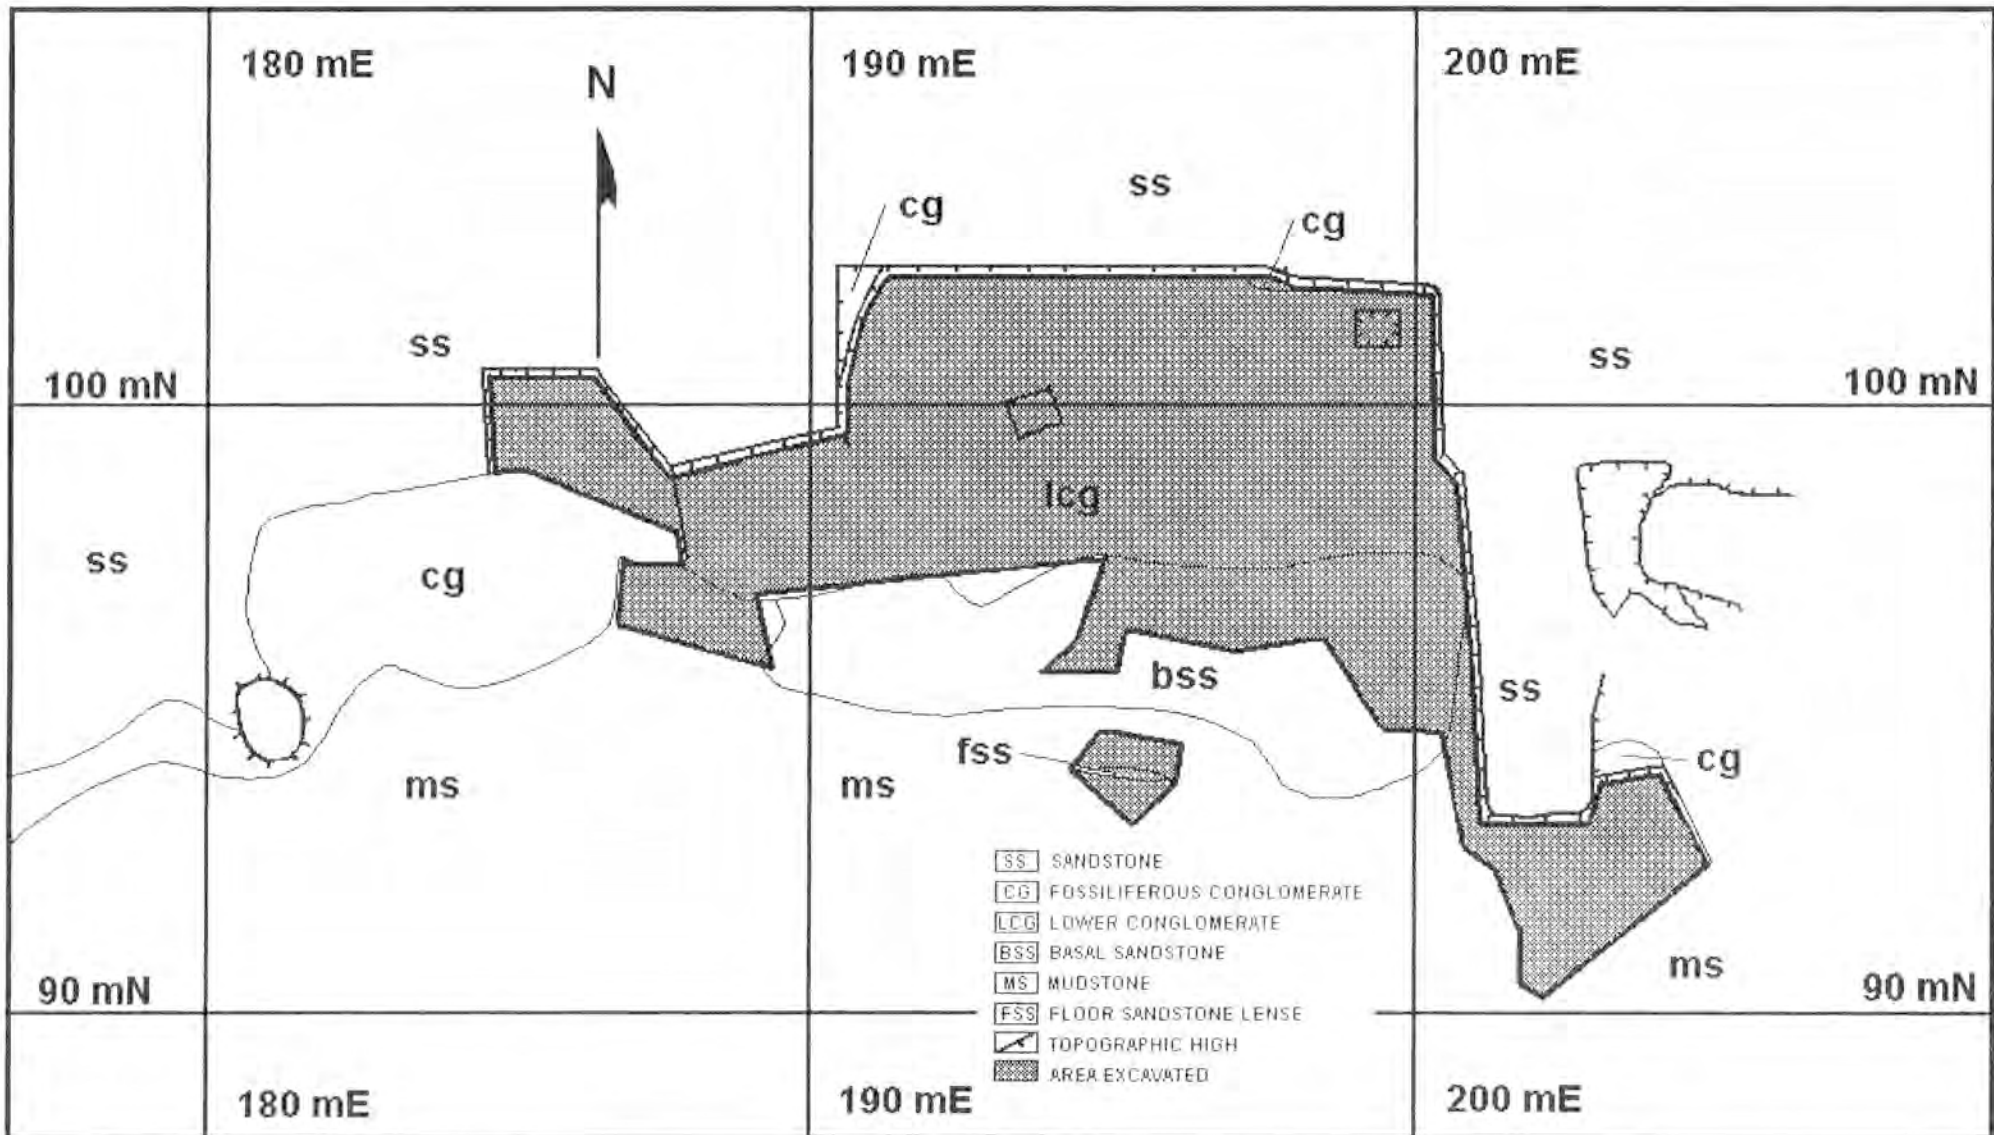 180 mE
190 mE
200 mE
N
ss
cg
cg
ss
ss
100 mN
100 mN
lcg
ss
cg
bss
ss
fss
cg
ms
ms
SS SANDSTONE
CG FOSSILIFEROUS CONGLOMERATE
LCG LOWER CONGLOMERATE
BSS BASAL SANDSTONE
ms
MS MUDSTONE
90 mN
90 mN
FSS FLOOR SANDSTONE LENSE
TOPOGRAPHIC HIGH
AREA EXCAVATED
180 mE
190 mE
200 mE